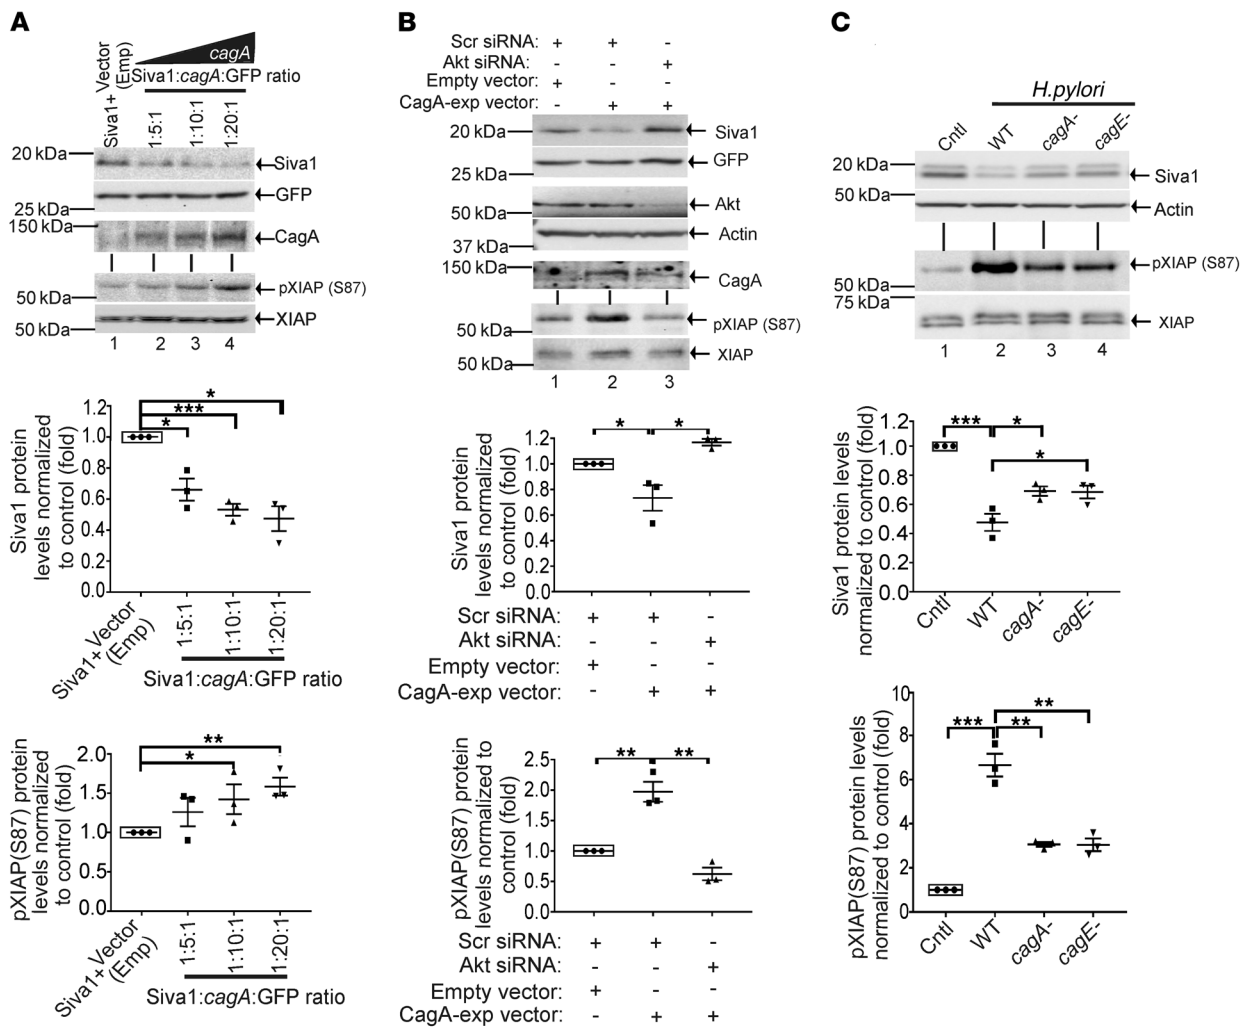 A
Siva1+ Vector
(Emp)
cagA
Siva1:cagA:GFP ratio
1:5:1
1:10:1
1:20:1
20 kDa
Siva1
GFP
25 kDa
150 kDa
CagA
pXIAP (S87)
50 kDa
XIAP
50 kDa
1 2 3 4
Siva1 protein
levels normalized
to control (fold)
1.2
1.0
0.8
0.6
0.4
0.2
0.0
*
***
*
Siva1+ Vector
(Emp)
1:5:1
1:10:1
1:20:1
Siva1:cagA:GFP ratio
pXIAP(S87) protein
levels normalized
to control (fold)
2.0
1.5
1.0
0.5
0.0
**
*
Siva1+ Vector
(Emp)
1:5:1
1:10:1
1:20:1
Siva1:cagA:GFP ratio
B
Scr siRNA: + + -
Akt siRNA: - - +
Empty vector: + - -
CagA-exp vector: - + +
20 kDa
Siva1
GFP
25 kDa
Akt
50 kDa
Actin
37 kDa
150 kDa
CagA
pXIAP (S87)
50 kDa
XIAP
50 kDa
1 2 3
Siva1 protein
levels normalized
to control (fold)
1.2
1.0
0.8
0.6
0.4
0.2
0.0
* *
Scr siRNA: + + -
Akt siRNA: - - +
Empty vector: + - -
CagA-exp vector: - + +
pXIAP(S87) protein
levels normalized to
control (fold)
2.5
2.0
1.5
1.0
0.5
0.0
** **
Scr siRNA: + + -
Akt siRNA: - - +
Empty vector: + - -
CagA-exp vector: - + +
C
H.pylori
Cntl
WT
cagA-
cagE-
20 kDa
Siva1
50 kDa
Actin
pXIAP (S87)
50 kDa
75 kDa
XIAP
1 2 3 4
Siva1 protein levels
normalized to control (fold)
1.2
1.0
0.8
0.6
0.4
0.2
0.0
*** *
*
Cntl
WT
cagA-
cagE-
pXIAP(S87) protein levels
normalized to control (fold)
10
8
6
4
2
0
**
*** **
Cntl
WT
cagA-
cagE-